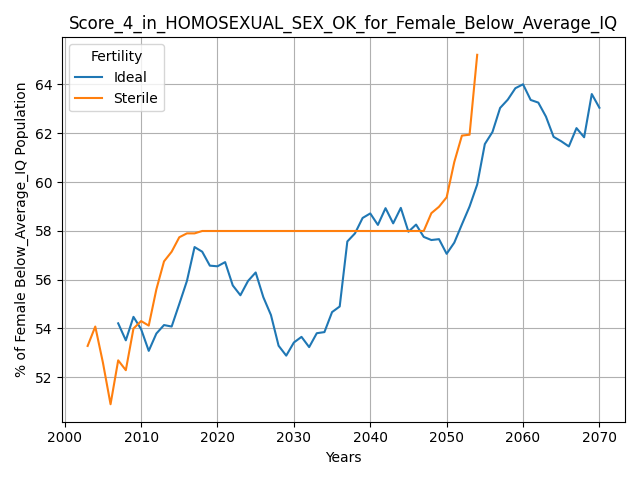 Score_4_in_HOMOSEXUAL_SEX_OK_for_Female_Below_Average_IQ
Fertility
Ideal
Sterile
% of Female Below_Average_IQ Population
64
62
60
58
56
54
52
2000 2010 2020 2030 2040 2050 2060 2070
Years